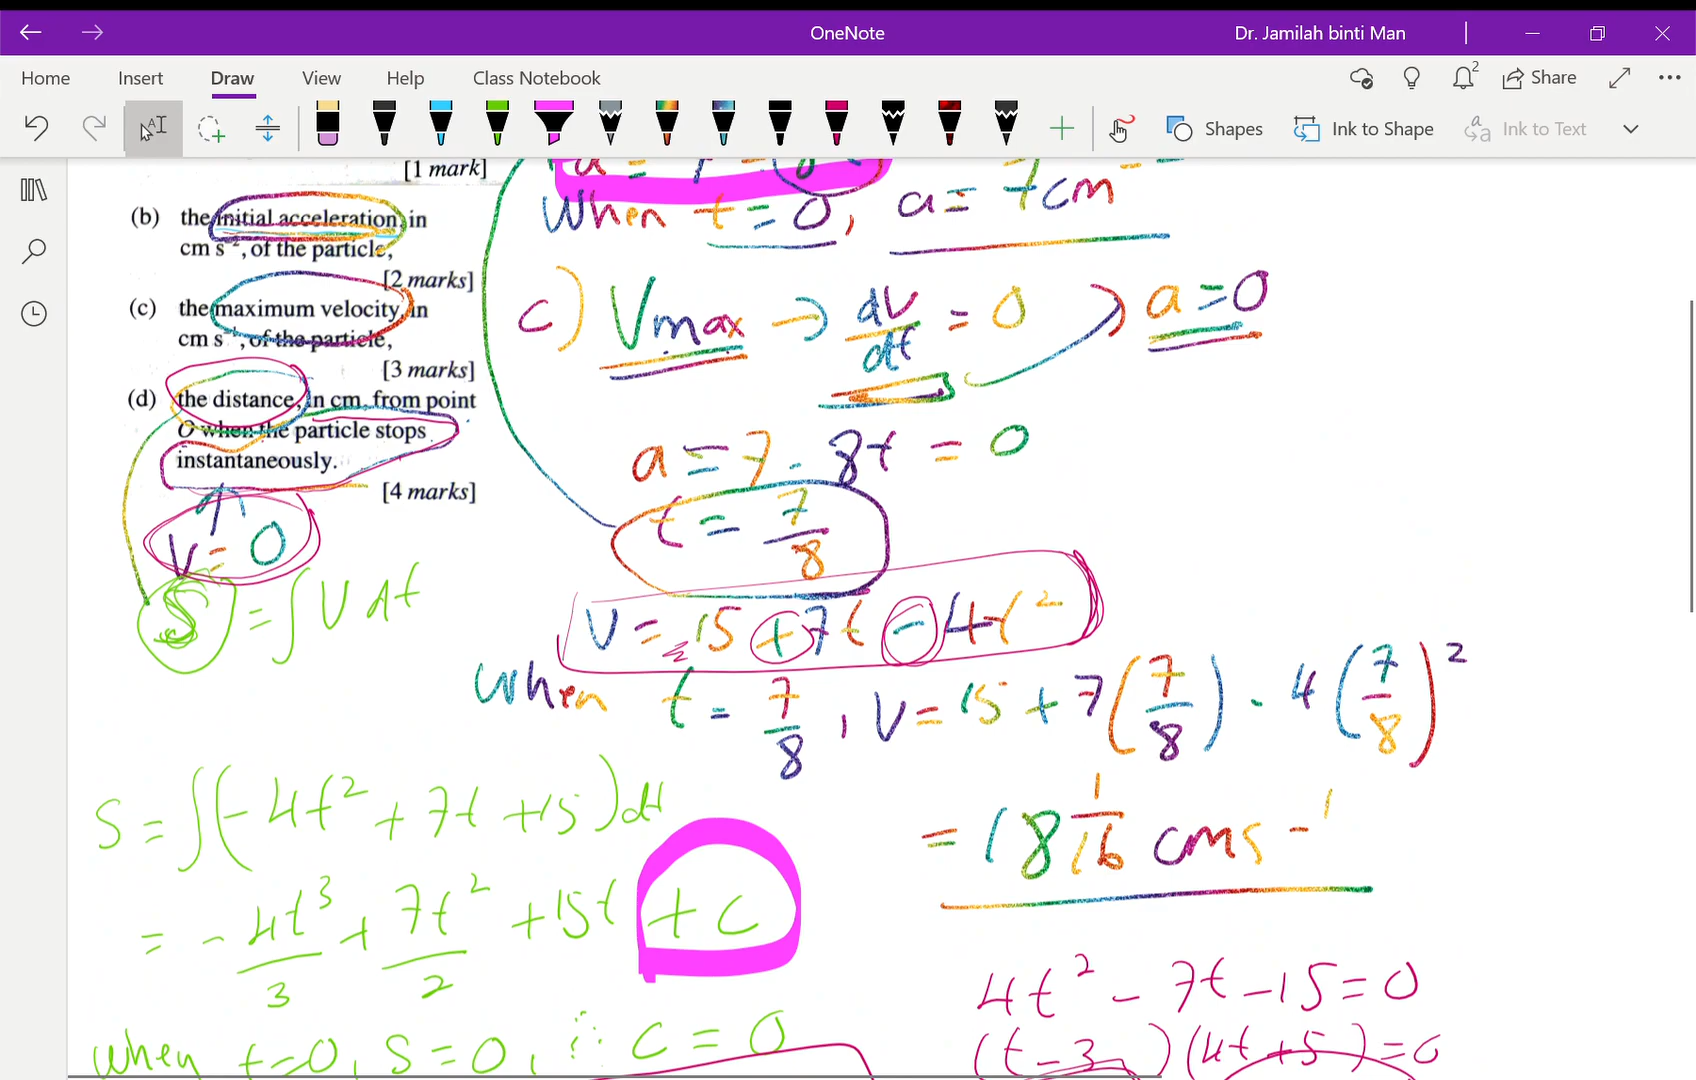 OneNote
Dr. Jamilah binti Man
Home Insert Draw View Help Class Notebook
2
Share
Shapes
Ink to Shape
Ink to Text
[1 mark]
(b) the initial acceleration, in
cm s⁻², of the particle,
[2 marks]
(c) the maximum velocity, in
cm s⁻¹, of the particle,
[3 marks]
(d) the distance, in cm, from point
O when the particle stops
instantaneously.
[4 marks]
V = 0
S = ∫ V dt
S = ∫(-4t² + 7t + 15)dt
= -4t³/3 + 7t²/2 + 15t + c
when t=0, S=0, ∴ C = 0
When t=0, a = 7cm
c) Vmax → dv/dt = 0 → a=0
a = 7 - 8t = 0
t = 7/8
V = 15 + 7t - 4t²
When t = 7/8, V = 15 + 7(7/8) - 4(7/8)²
= 18 1/16 cms⁻¹
4t² - 7t - 15 = 0
(t-3)(4t+5)=0